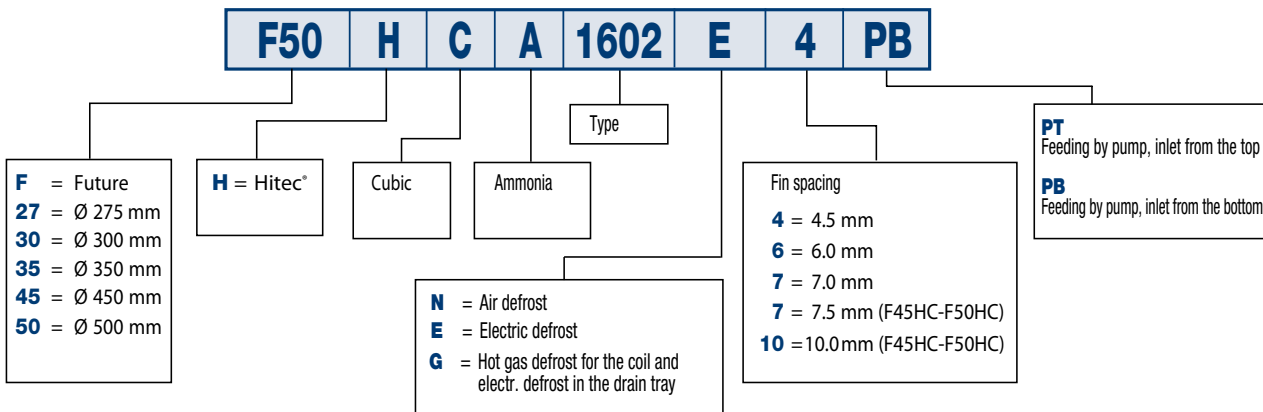 F50 H C A 1602 E 4 PB
Type
PT
Feeding by pump, inlet from the top
PB
Feeding by pump, inlet from the bottom
F = Future
27 = Ø 275 mm
30 = Ø 300 mm
35 = Ø 350 mm
45 = Ø 450 mm
50 = Ø 500 mm
H = Hitec®
Cubic
Ammonia
N = Air defrost
E = Electric defrost
G = Hot gas defrost for the coil and
electr. defrost in the drain tray
Fin spacing
4 = 4.5 mm
6 = 6.0 mm
7 = 7.0 mm
7 = 7.5 mm (F45HC-F50HC)
10 =10.0 mm (F45HC-F50HC)